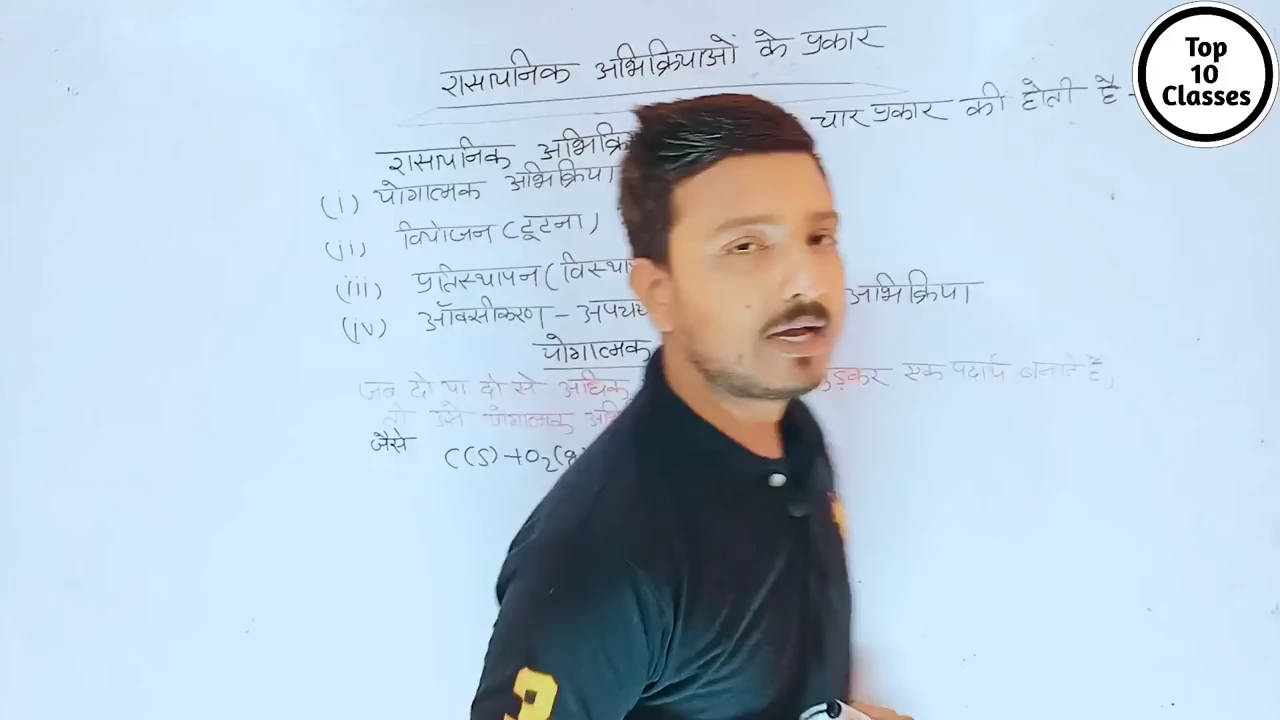 रासायनिक अभिक्रियाओं के प्रकार
रासायनिक अभिक्रि चार प्रकार की होती है -
(i) योगात्मक अभिक्रिया
(ii) वियोजन (टूटना)
(iii) प्रतिस्थापन (विस्था
(iv) ऑक्सीकरण - अपचय अभिक्रिया
योगात्मक
जब दो या दो से अधिक ुड़कर एक पदार्थ बनाते है,
तो उसे योगात्मक अभि
जैसे C(S) + O2(g)
Top
10
Classes